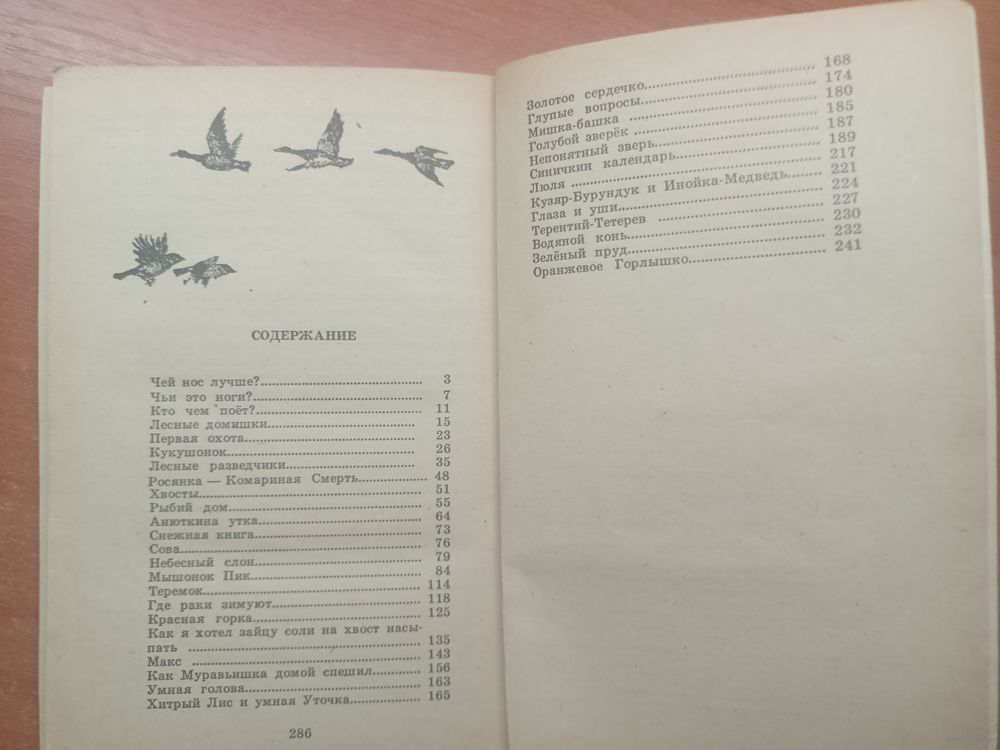 СОДЕРЖАНИЕ
Чей нос лучше? 3
Чьи это ноги? 7
Кто чем поёт? 11
Лесные домишки 15
Первая охота 23
Кукушонок 26
Лесные разведчики 35
Росянка — Комариная Смерть 48
Хвосты 51
Рыбий дом 55
Анюткина утка 64
Снежная книга 73
Сова 76
Небесный слон 79
Мышонок Пик 84
Теремок 114
Где раки зимуют 118
Красная горка 125
Как я хотел зайцу соли на хвост насы-
пать 135
Макс 143
Как Муравьишка домой спешил 156
Умная голова 163
Хитрый Лис и умная Уточка 165
286
Золотое сердечко 168
Глупые вопросы 174
Мишка-башка 180
Голубой зверёк 185
Непонятный зверь 187
Синичкин календарь 189
Люля 217
Кузяр-Бурундук и Инойка-Медведь 221
Глаза и уши 224
Терентий-Тетерев 227
Водяной конь 230
Зелёный пруд 232
Оранжевое Горлышко 241